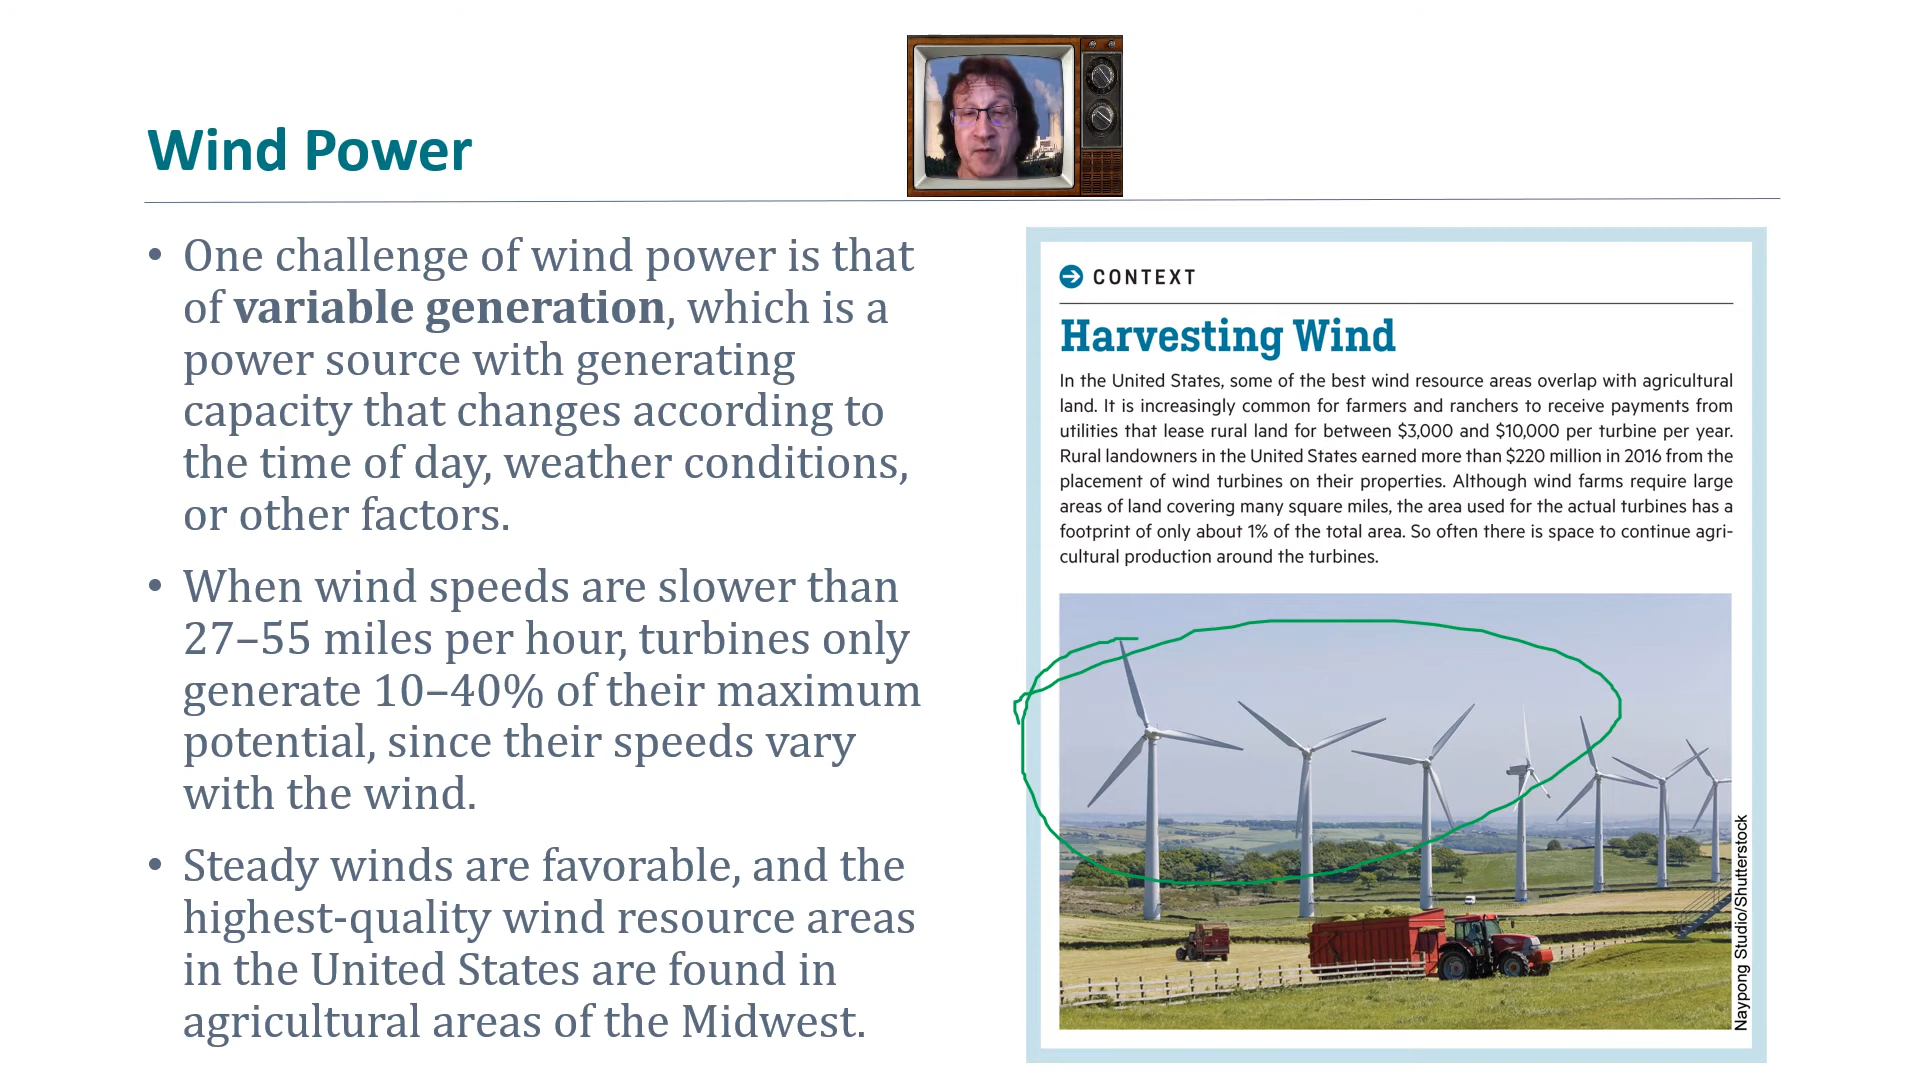 Wind Power
• One challenge of wind power is that
of variable generation, which is a
power source with generating
capacity that changes according to
the time of day, weather conditions,
or other factors.
• When wind speeds are slower than
27–55 miles per hour, turbines only
generate 10–40% of their maximum
potential, since their speeds vary
with the wind.
• Steady winds are favorable, and the
highest-quality wind resource areas
in the United States are found in
agricultural areas of the Midwest.
CONTEXT
Harvesting Wind
In the United States, some of the best wind resource areas overlap with agricultural
land. It is increasingly common for farmers and ranchers to receive payments from
utilities that lease rural land for between $3,000 and $10,000 per turbine per year.
Rural landowners in the United States earned more than $220 million in 2016 from the
placement of wind turbines on their properties. Although wind farms require large
areas of land covering many square miles, the area used for the actual turbines has a
footprint of only about 1% of the total area. So often there is space to continue agri-
cultural production around the turbines.
Naypong Studio/Shutterstock